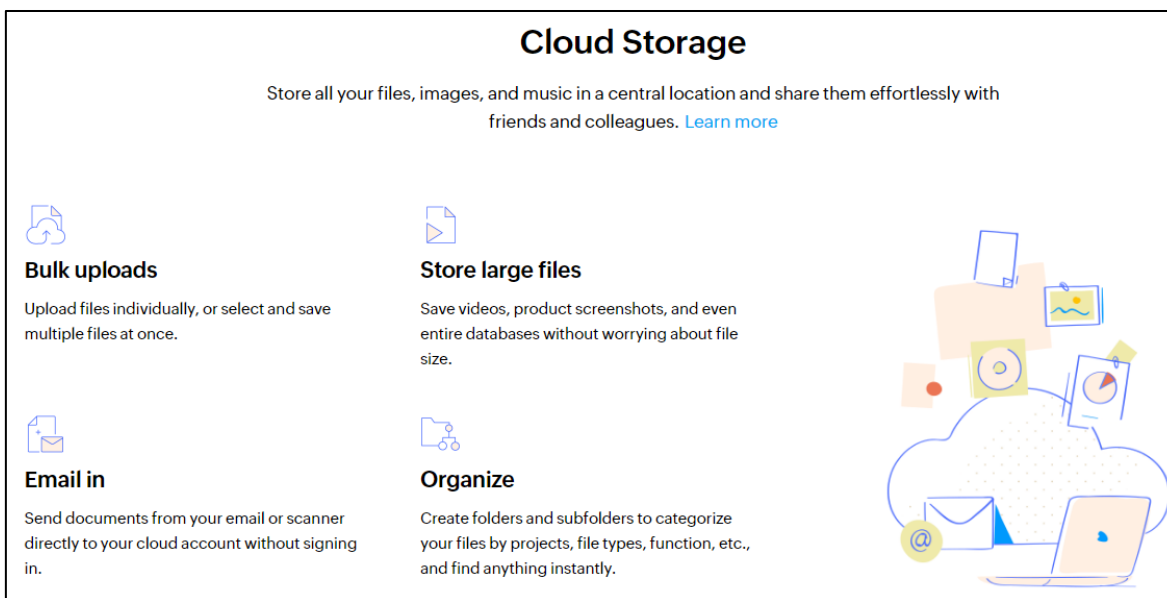 Cloud Storage
Store all your files, images, and music in a central location and share them effortlessly with
friends and colleagues. Learn more
Bulk uploads
Upload files individually, or select and save
multiple files at once.
Store large files
Save videos, product screenshots, and even
entire databases without worrying about file
size.
Email in
Send documents from your email or scanner
directly to your cloud account without signing
in.
Organize
Create folders and subfolders to categorize
your files by projects, file types, function, etc.,
and find anything instantly.
@